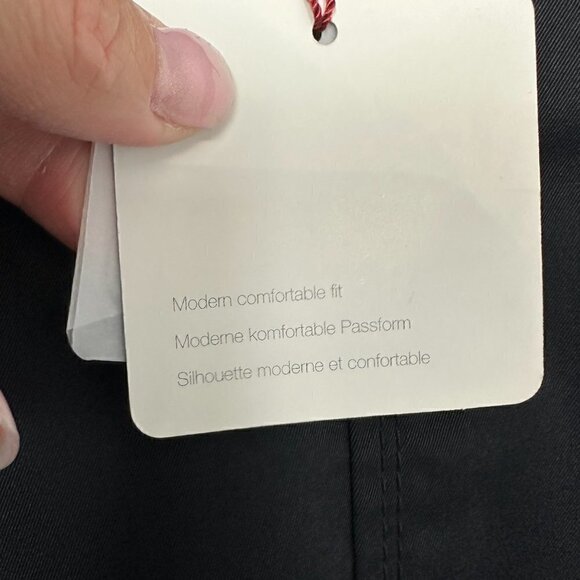 Modern comfortable fit
Moderne komfortable Passform
Silhouette moderne et confortable